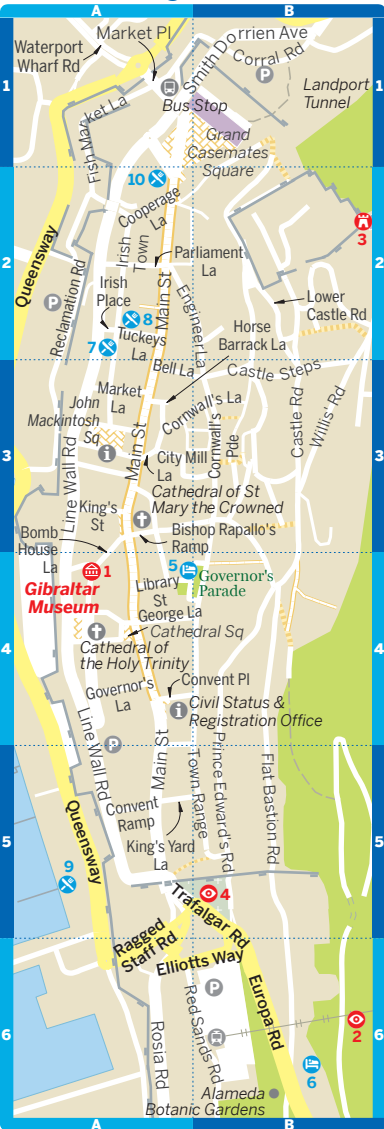 A
B
Waterport
Wharf Rd
Market Pl
Smith Dorrien Ave
Corral Rd
P
1
1
Landport
Tunnel
Bus Stop
Fish Market La
Grand
Casemates
Square
10
Cooperage
La
3
Queensway
Irish
Town
Parliament
La
2
2
Reclamation Rd
Irish
Place
Main St
Engineer La
Lower
Castle Rd
P
8
Tuckeys
La
7
Horse
Barrack La
Bell La
Castle Steps
Market
La
John
Mackintosh
Sq
Cornwall's La
Castle Rd
Willis' Rd
Cornwall's
Pde
i
Main St
3
3
Line Wall Rd
City Mill
La
Cathedral of St
Mary the Crowned
King's
St
Bishop Rapallo's
Ramp
Bomb
House
La
1
Gibraltar
Museum
5
Governor's
Parade
Library
St
George La
Cathedral Sq
4
4
Cathedral of
the Holy Trinity
Convent Pl
Governor's
La
i
Civil Status &
Registration Office
Line Wall Rd
P
Main St
Town Range
Prince Edward's Rd
Flat Bastion Rd
Queensway
Convent
Ramp
5
5
King's Yard
La
9
4
Trafalgar Rd
Ragged
Staff Rd
Elliotts Way
Europa Rd
P
Red Sands Rd
Rosia Rd
2
6
6
6
Alameda
Botanic Gardens
A
B